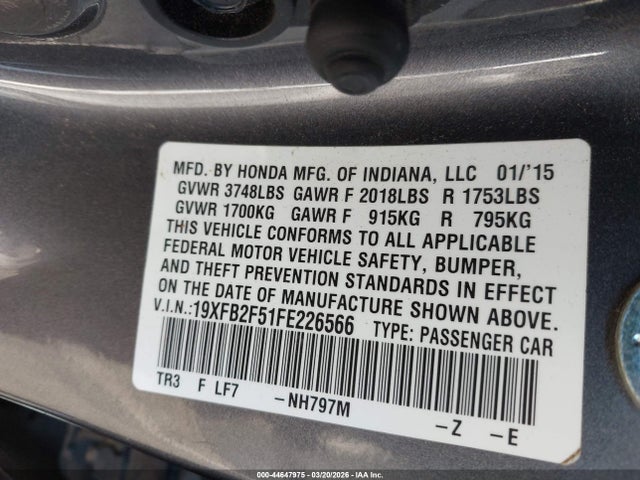 MFD. BY HONDA MFG. OF INDIANA, LLC 01/'15
GVWR 3748LBS GAWR F 2018LBS R 1753LBS
GVWR 1700KG GAWR F 915KG R 795KG
THIS VEHICLE CONFORMS TO ALL APPLICABLE
FEDERAL MOTOR VEHICLE SAFETY, BUMPER,
AND THEFT PREVENTION STANDARDS IN EFFECT
ON THE DATE OF MANUFACTURE SHOWN ABOVE.
V.I.N.:19XFB2F51FE226566 TYPE: PASSENGER CAR
TR3 F LF7 -NH797M -Z -E
000-44647975 | 03/20/2026 | IAA Inc.